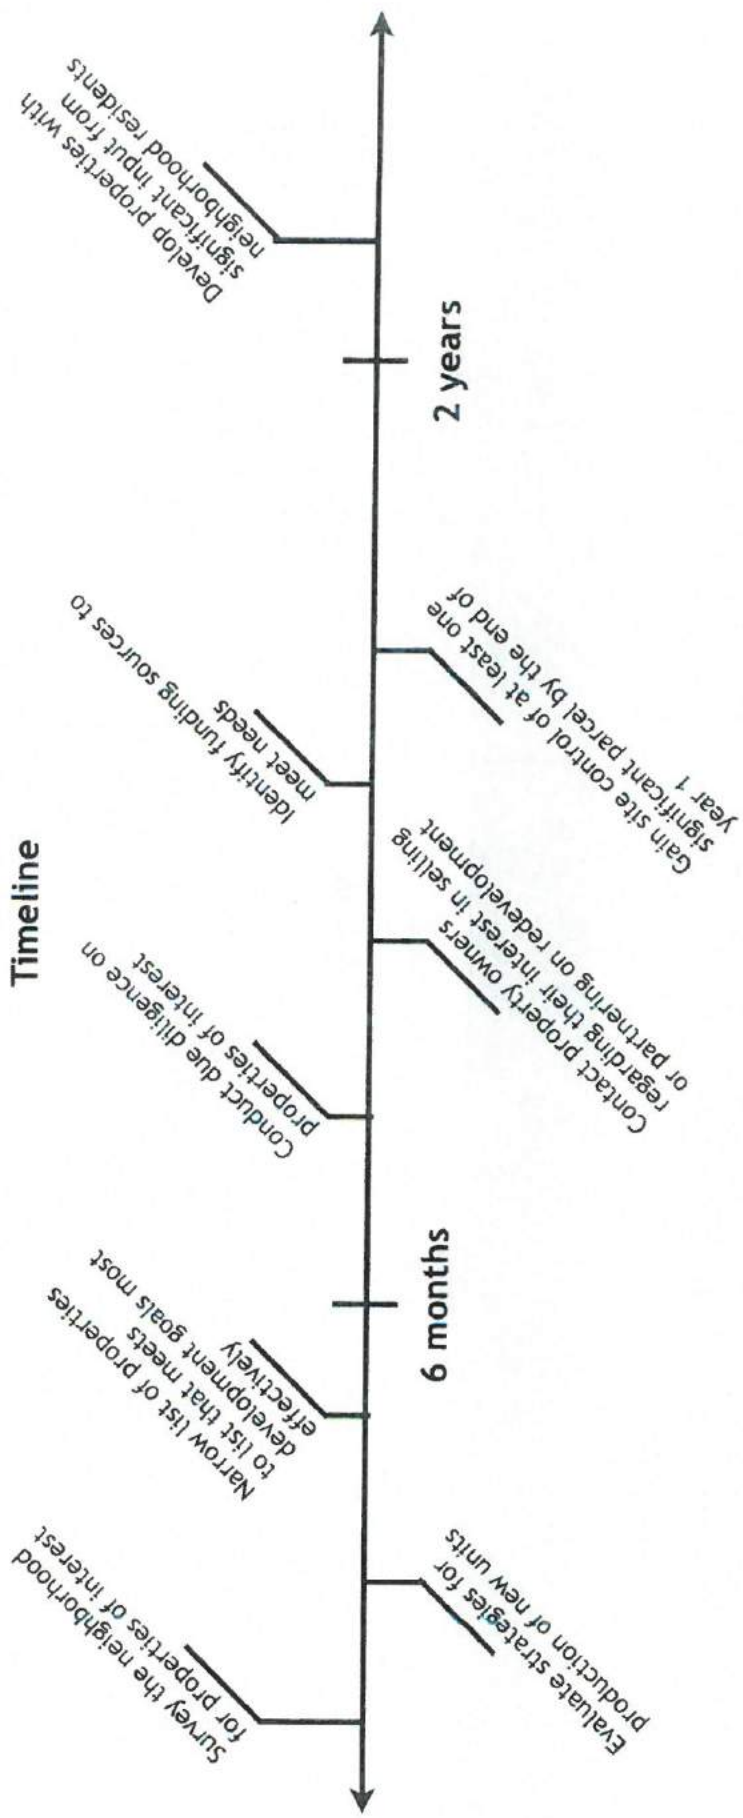 Timeline
Survey the neighborhood
for properties of interest
Evaluate strategies for
production of new units
Narrow list of properties
to list that meets
development goals most
effectively
6 months
Conduct due diligence on
properties of interest
Contact property owners
regarding their interest in selling
or partnering on redevelopment
Identify funding sources to
meet needs
Gain site control of at least one
significant parcel by the end of
year 1
2 years
Develop properties with
significant input from
neighborhood residents